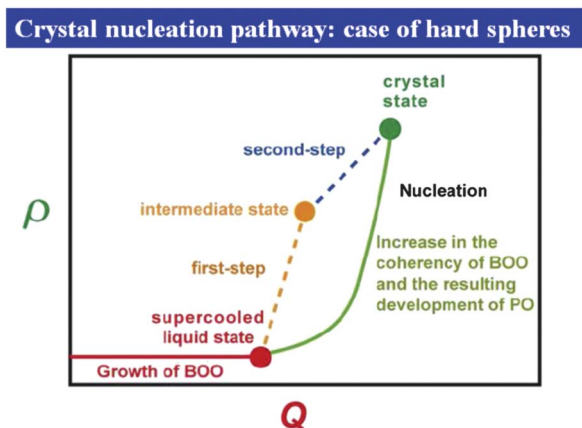 Crystal nucleation pathway: case of hard spheres
crystal
state
second-step
Nucleation
ρ
intermediate state
Increase in the
coherency of BOO
and the resulting
development of PO
first-step
supercooled
liquid state
Growth of BOO
Q